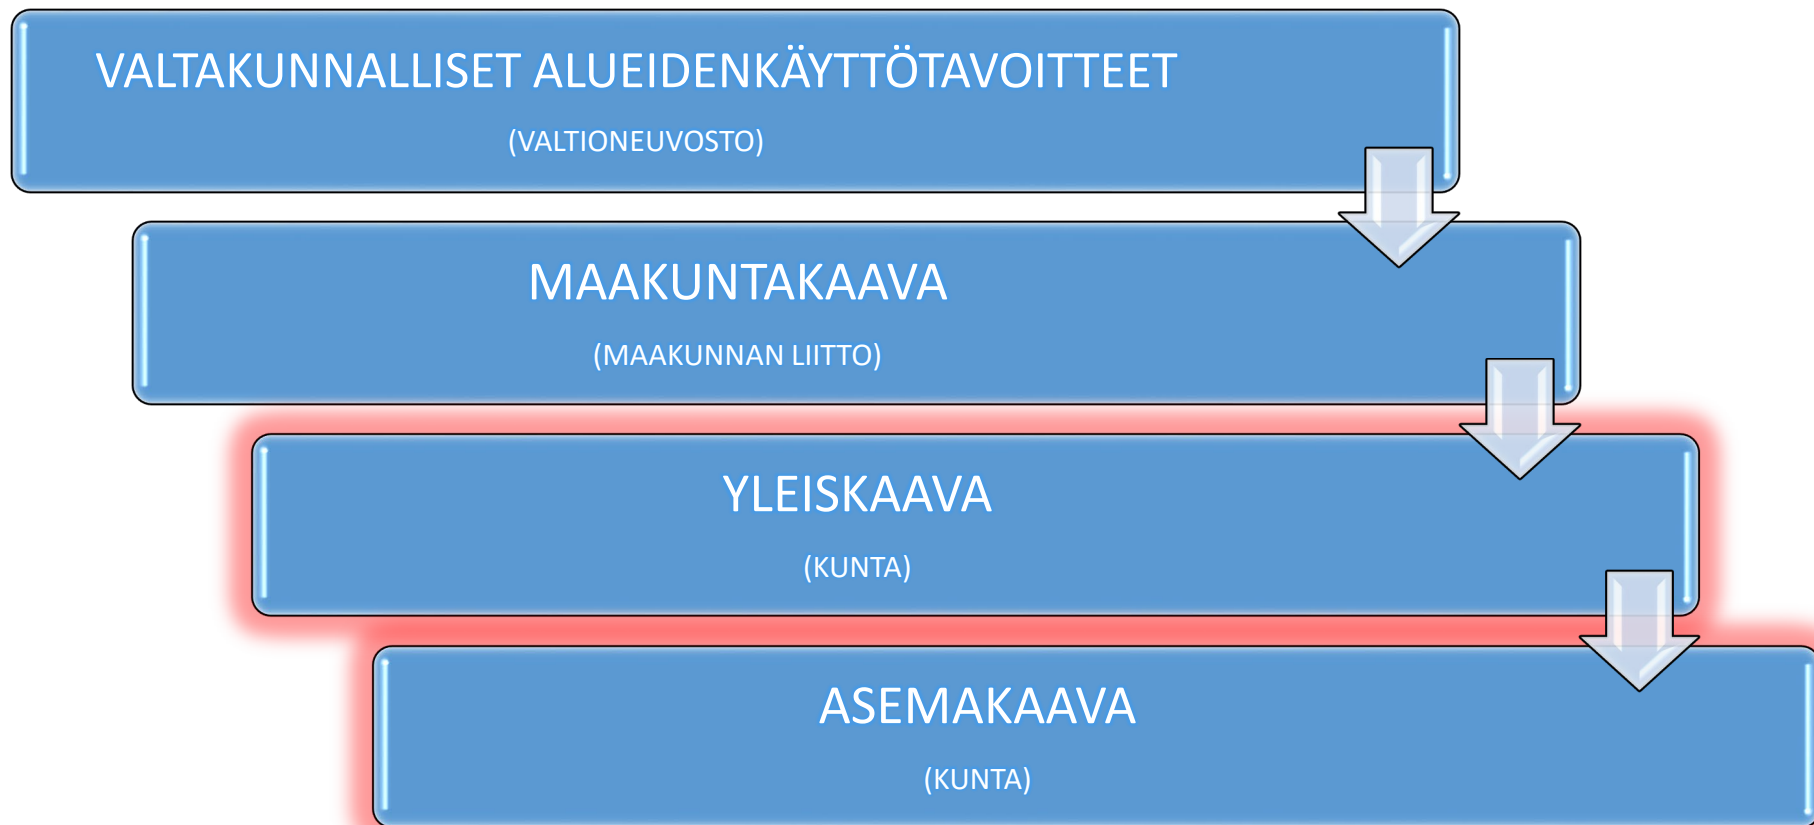 VALTAKUNNALLISET ALUEIDENKÄYTTÖTAVOITTEET
(VALTIONEUVOSTO)
MAAKUNTAKAAVA
(MAAKUNNAN LIITTO)
YLEISKAAVA
(KUNTA)
ASEMAKAAVA
(KUNTA)